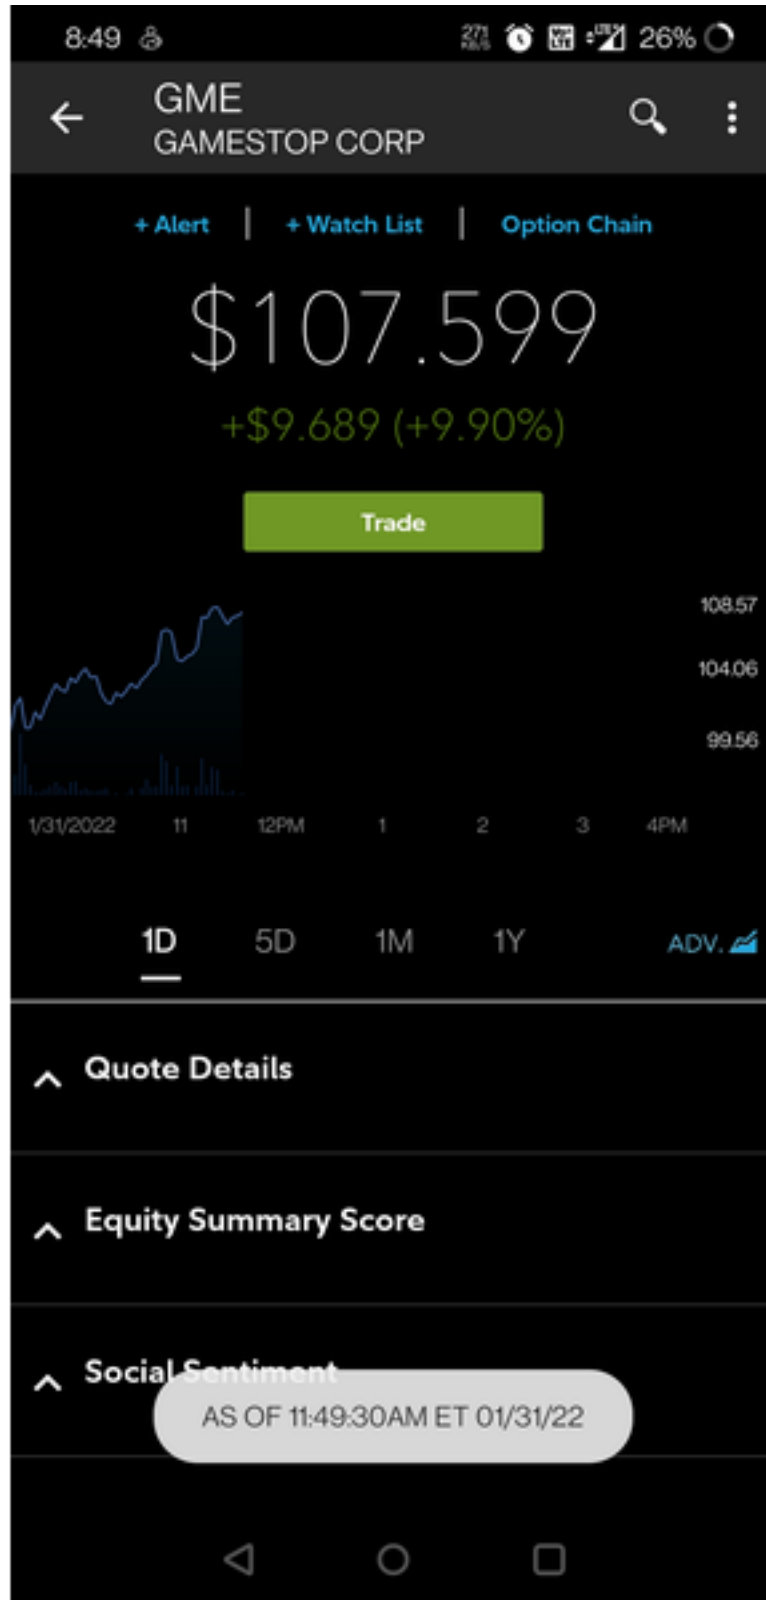 8:49 271 KB/S 26%
GME
GAMESTOP CORP
+ Alert | + Watch List | Option Chain
$107.599
+$9.689 (+9.90%)
Trade
108.57
104.06
99.56
1/31/2022 11 12PM 1 2 3 4PM
1D 5D 1M 1Y ADV.
Quote Details
Equity Summary Score
Social Sentiment
AS OF 11:49:30AM ET 01/31/22